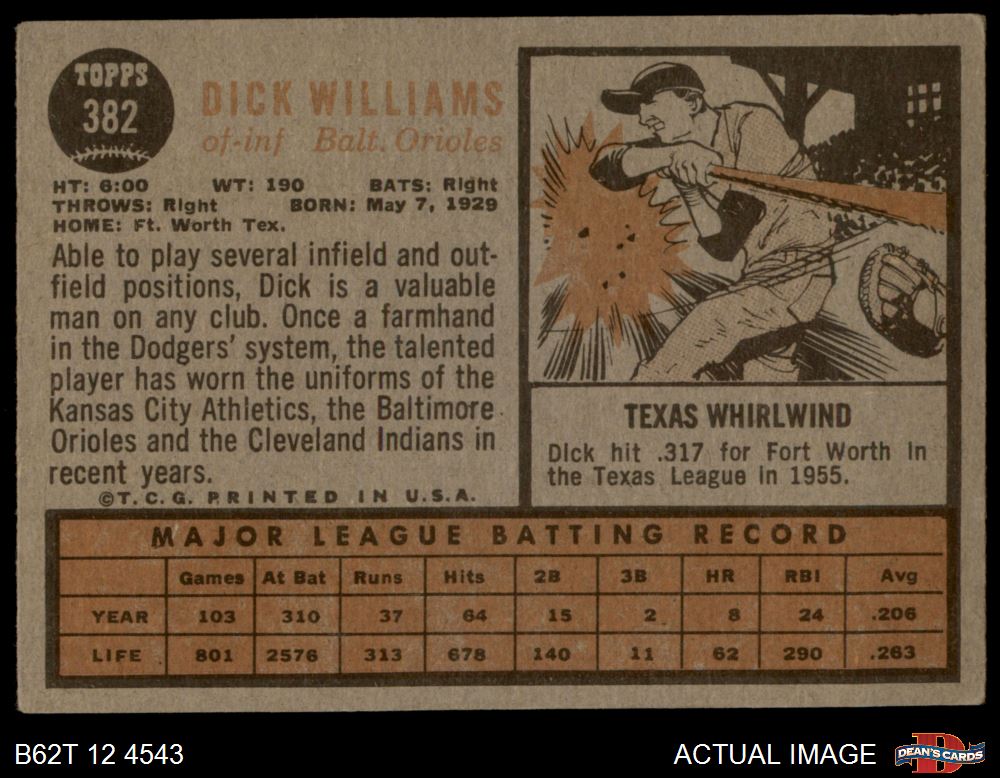 TOPPS
382
DICK WILLIAMS
of-inf Balt. Orioles
HT: 6:00 WT: 190 BATS: Right
THROWS: Right BORN: May 7, 1929
HOME: Ft. Worth Tex.
Able to play several infield and out-
field positions, Dick is a valuable
man on any club. Once a farmhand
in the Dodgers' system, the talented
player has worn the uniforms of the
Kansas City Athletics, the Baltimore
Orioles and the Cleveland Indians in
recent years.
©T.C.G. PRINTED IN U.S.A.
TEXAS WHIRLWIND
Dick hit .317 for Fort Worth in
the Texas League in 1955.
MAJOR LEAGUE BATTING RECORD
Games At Bat Runs Hits 2B 3B HR RBI Avg
YEAR 103 310 37 64 15 2 8 24 .206
LIFE 801 2576 313 678 140 11 62 290 .263
B62T 12 4543
ACTUAL IMAGE
D
DEAN'S CARDS